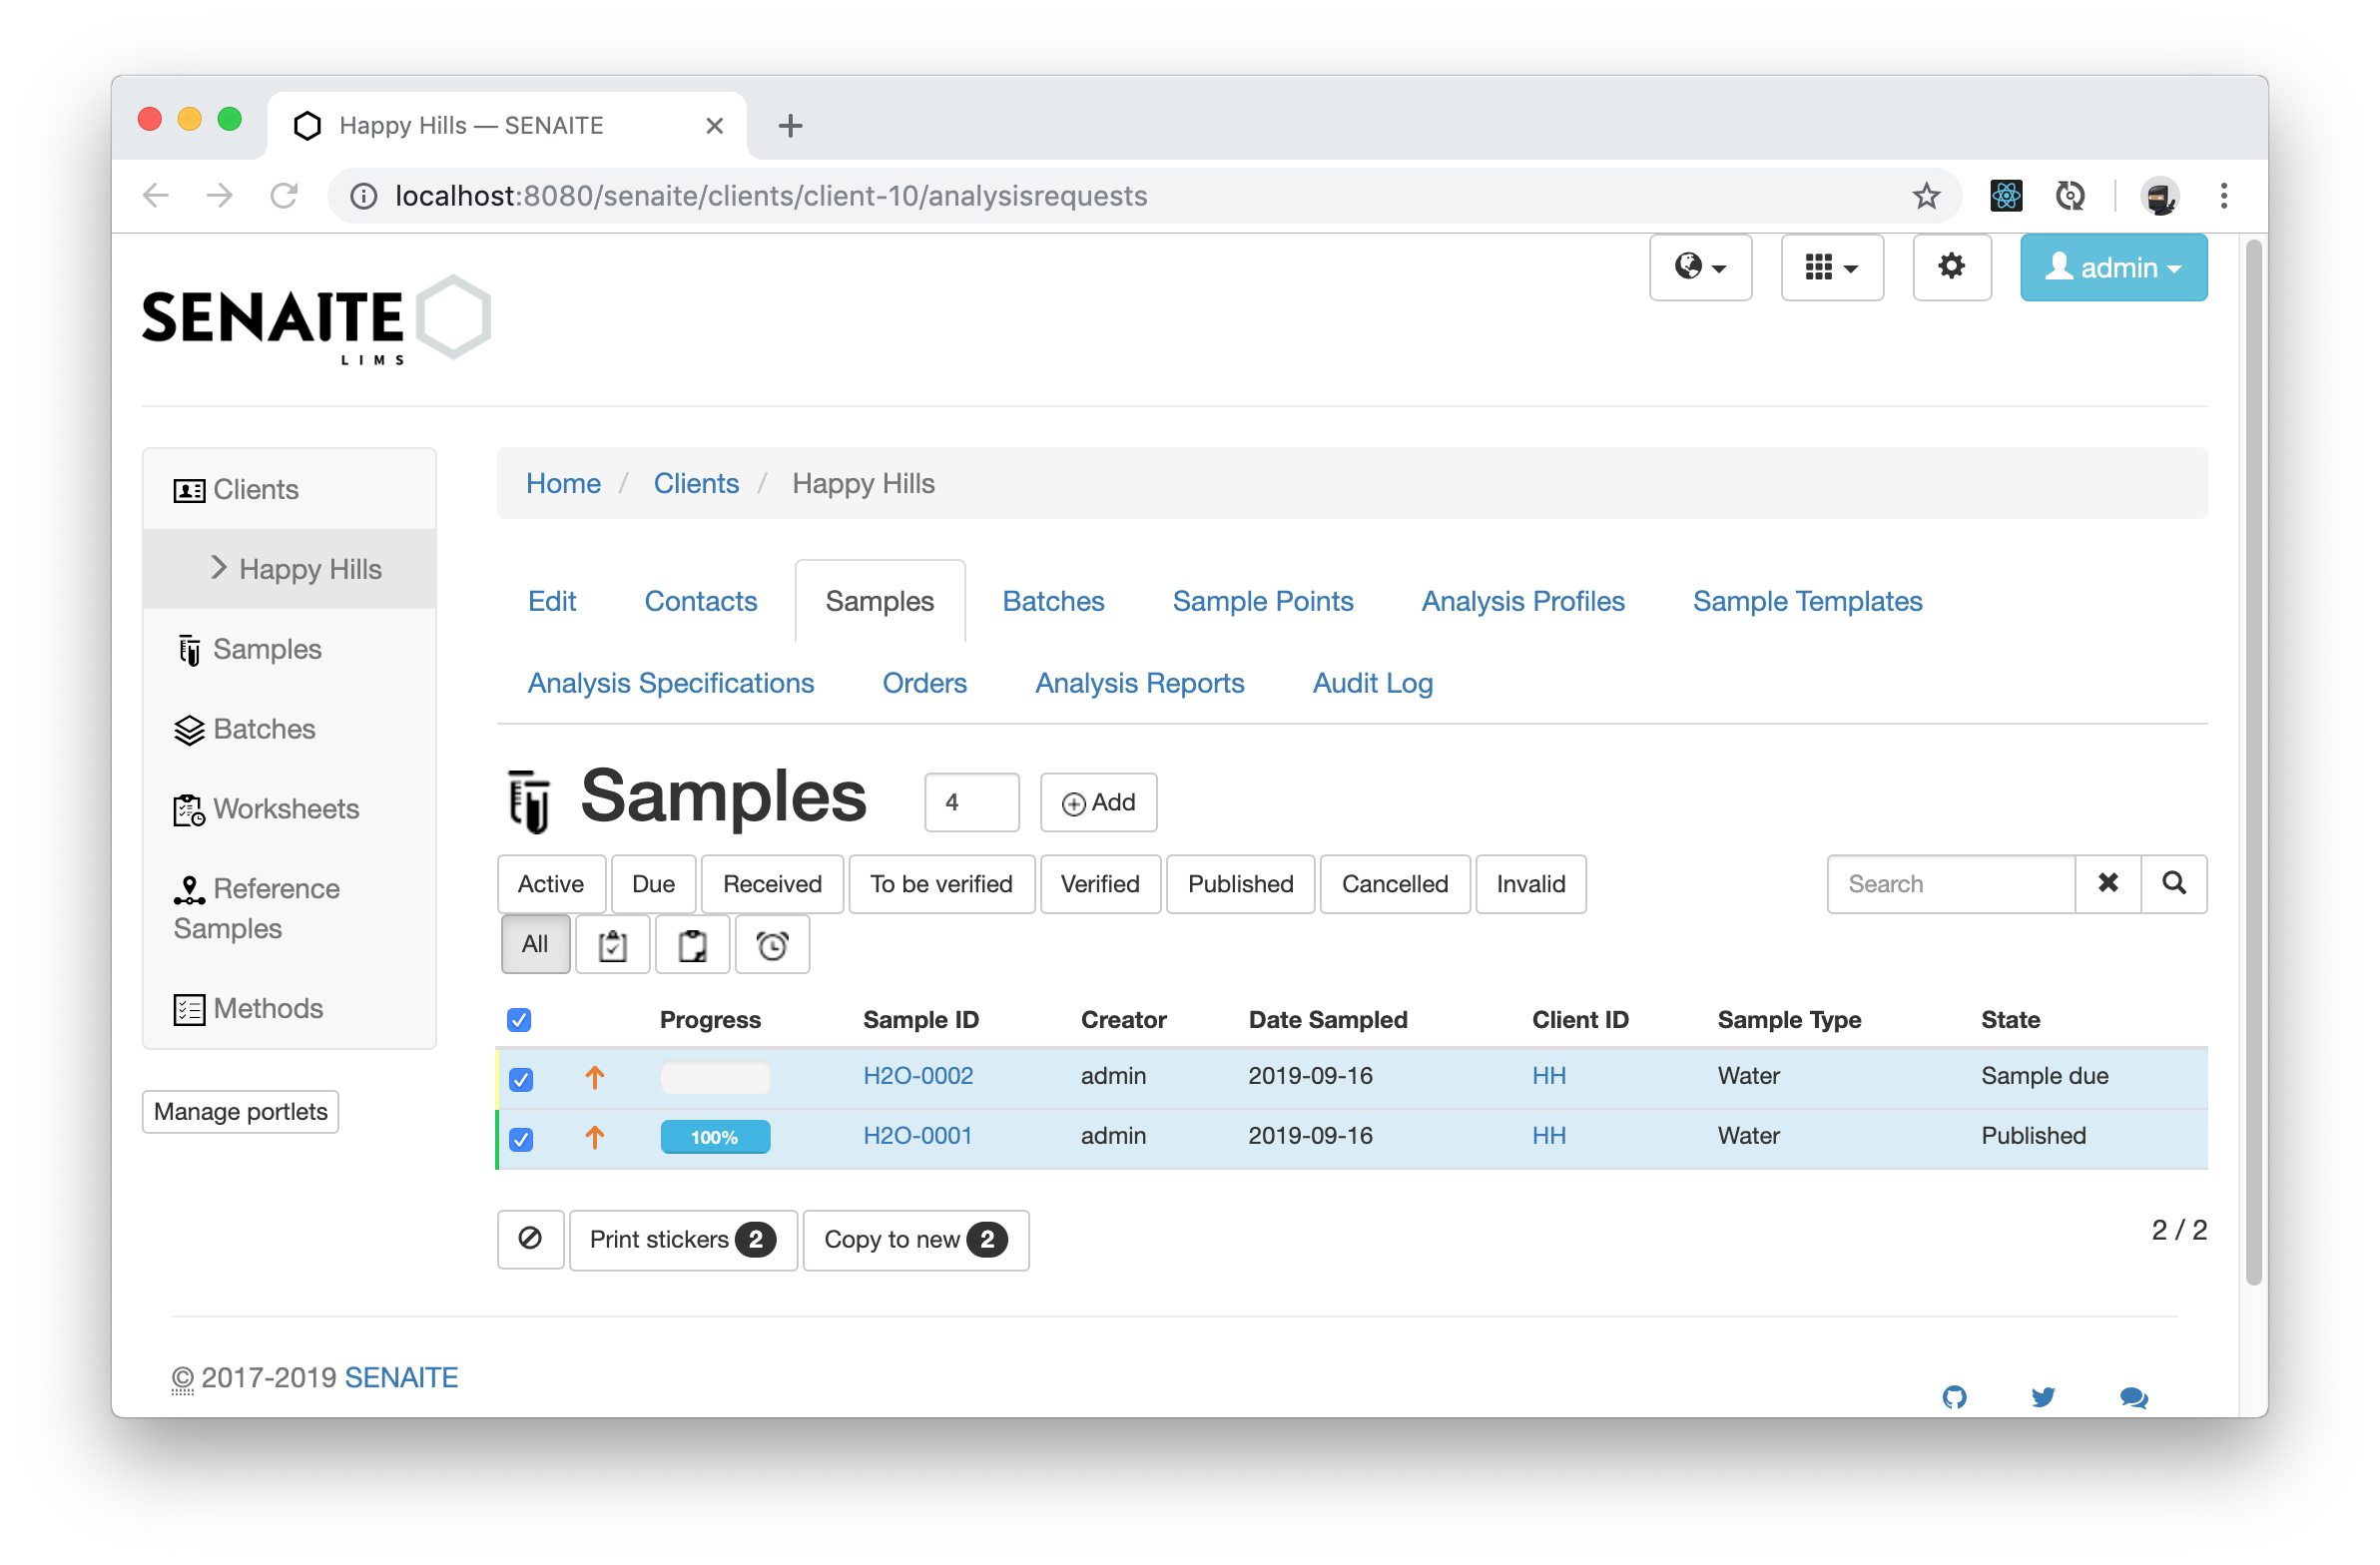 Happy Hills — SENAITE
localhost:8080/senaite/clients/client-10/analysisrequests
admin
SENAITE
LIMS
Clients
Happy Hills
Samples
Batches
Worksheets
Reference
Samples
Methods
Manage portlets
Home / Clients / Happy Hills
Edit Contacts Samples Batches Sample Points Analysis Profiles Sample Templates
Analysis Specifications Orders Analysis Reports Audit Log
Samples 4 Add
Active Due Received To be verified Verified Published Cancelled Invalid Search
All
Progress Sample ID Creator Date Sampled Client ID Sample Type State
H2O-0002 admin 2019-09-16 HH Water Sample due
100% H2O-0001 admin 2019-09-16 HH Water Published
Print stickers 2 Copy to new 2 2 / 2
© 2017-2019 SENAITE